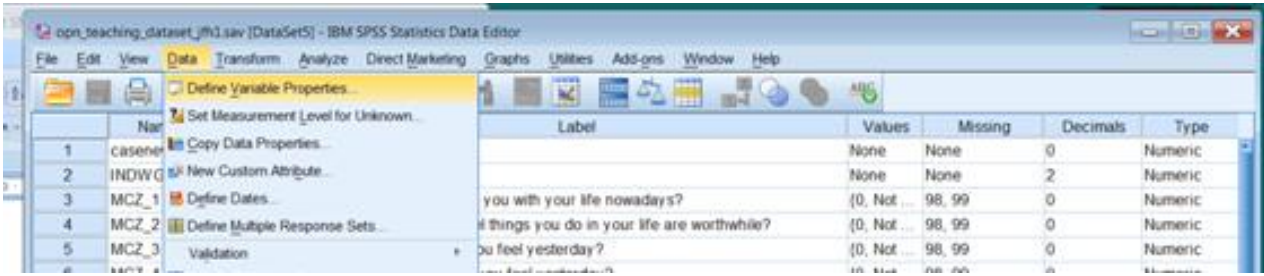 opn_teaching_dataset_jfh1.sav [DataSet5] - IBM SPSS Statistics Data Editor
File Edit View Data Transform Analyze Direct Marketing Graphs Utilities Add-ons Window Help
Define Variable Properties...
Set Measurement Level for Unknown...
Copy Data Properties...
New Custom Attribute...
Define Dates...
Define Multiple Response Sets...
Validation
Label Values Missing Decimals Type
1 None None 0 Numeric
2 INDWG None None 2 Numeric
3 MCZ_1 you with your life nowadays? {0, Not ... 98, 99 0 Numeric
4 MCZ_2 things you do in your life are worthwhile? {0, Not ... 98, 99 0 Numeric
5 MCZ_3 feel yesterday? {0, Not ... 98, 99 0 Numeric